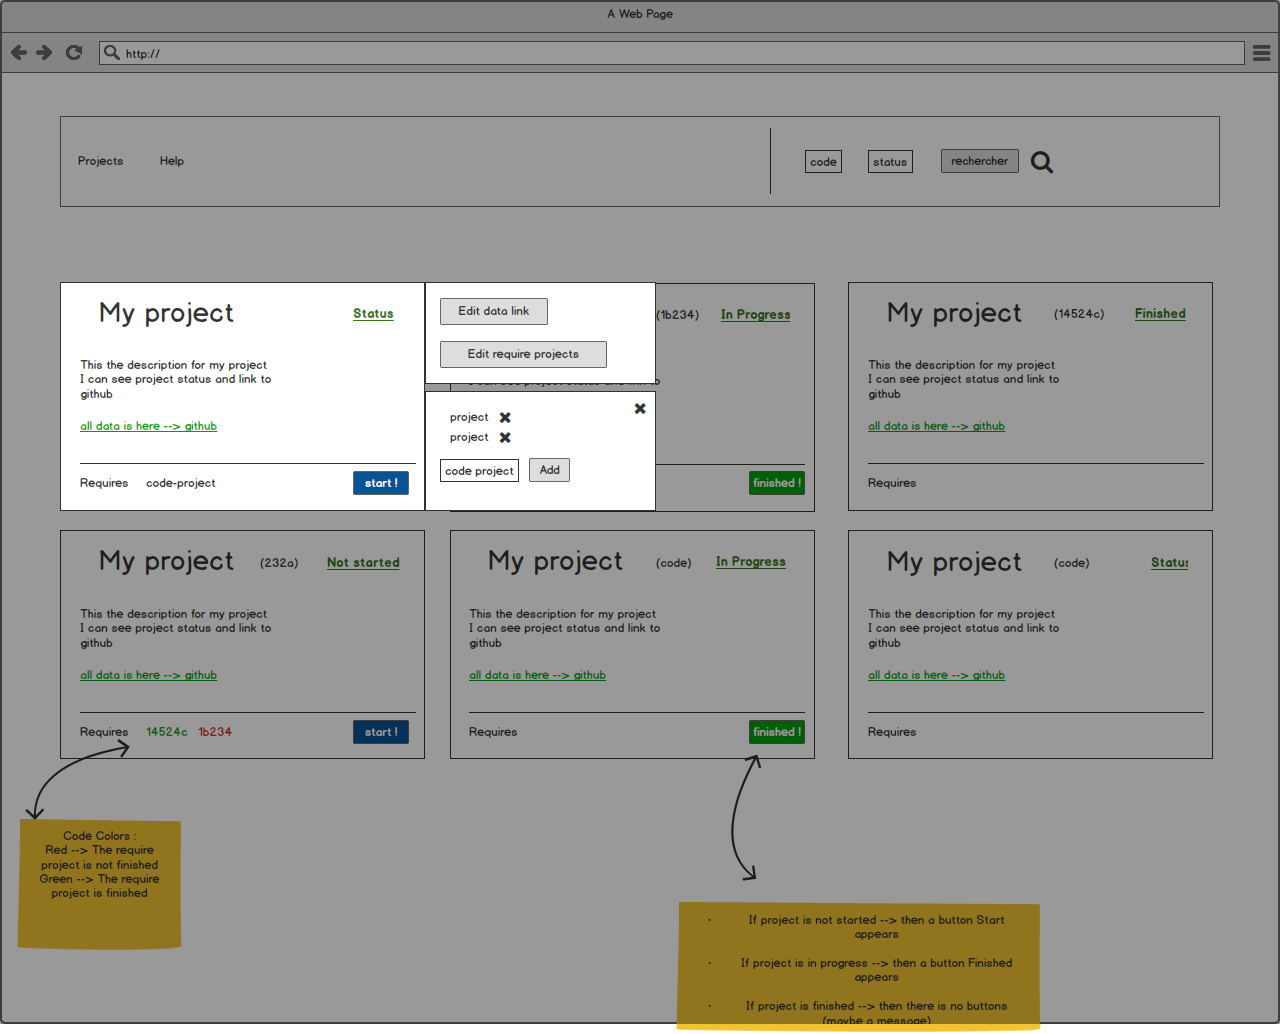 A Web Page
http://
Projects
Help
code
status
rechercher
My project
Status
This the description for my project
I can see project status and link to
github
all data is here --> github
Requires
code-project
start !
Edit data link
Edit require projects
project
project
code project
Add
(1b234)
In Progress
I can see project status and link to
finished !
My project
(14524c)
Finished
This the description for my project
I can see project status and link to
github
all data is here --> github
Requires
My project
(232a)
Not started
This the description for my project
I can see project status and link to
github
all data is here --> github
Requires
14524c
1b234
start !
My project
(code)
In Progress
This the description for my project
I can see project status and link to
github
all data is here --> github
Requires
finished !
My project
(code)
Status
This the description for my project
I can see project status and link to
github
all data is here --> github
Requires
Code Colors :
Red --> The require
project is not finished
Green --> The require
project is finished
· If project is not started --> then a button Start
appears
· If project is in progress --> then a button Finished
appears
· If project is finished --> then there is no buttons
(maybe a message)